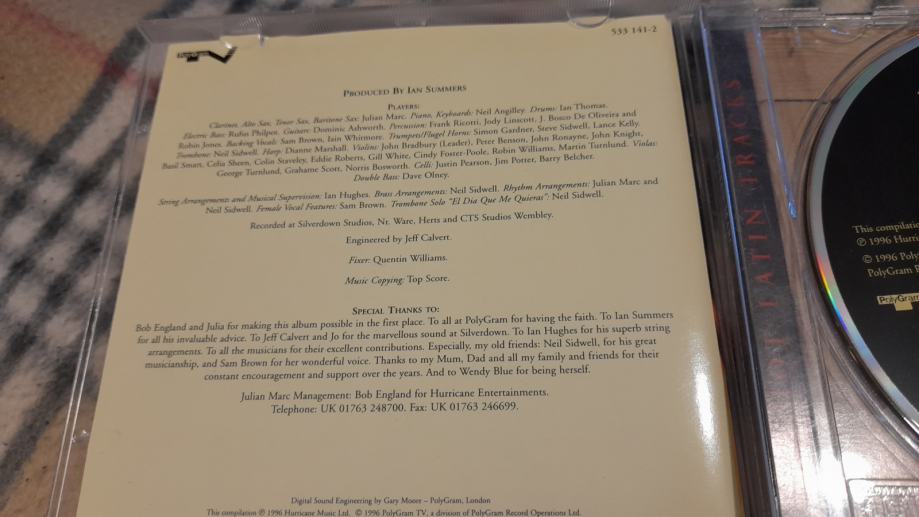 PolyGram
533 141-2
PRODUCED BY IAN SUMMERS
PLAYERS:
Clarinet, Alto Sax, Tenor Sax, Baritone Sax: Julian Marc. Piano, Keyboards: Neil Angilley. Drums: Ian Thomas.
Electric Bass: Rufus Philpot. Guitars: Dominic Ashworth. Percussion: Frank Ricotti, Jody Linscott, J. Bosco De Oliveira and
Robin Jones. Backing Vocals: Sam Brown, Iain Whitmore. Trumpets/Flugel Horns: Simon Gardner, Steve Sidwell, Lance Kelly.
Trombone: Neil Sidwell. Harp: Dianne Marshall. Violins: John Bradbury (Leader), Peter Benson, John Ronayne, John Knight,
Basil Smart, Celia Sheen, Colin Staveley, Eddie Roberts, Gill White, Cindy Foster-Poole, Robin Williams, Martin Turnlund. Violas:
George Turnlund, Grahame Scott, Norris Bosworth. Celli: Justin Pearson, Jim Potter, Barry Belcher.
Double Bass: Dave Olney.
String Arrangements and Musical Supervision: Ian Hughes. Brass Arrangements: Neil Sidwell. Rhythm Arrangements: Julian Marc and
Neil Sidwell. Female Vocal Features: Sam Brown. Trombone Solo "El Dia Que Me Quieras": Neil Sidwell.
Recorded at Silverdown Studios, Nr. Ware, Herts and CTS Studios Wembley.
Engineered by Jeff Calvert.
Fixer: Quentin Williams.
Music Copying: Top Score.
SPECIAL THANKS TO:
Bob England and Julia for making this album possible in the first place. To all at PolyGram for having the faith. To Ian Summers
for all his invaluable advice. To Jeff Calvert and Jo for the marvellous sound at Silverdown. To Ian Hughes for his superb string
arrangements. To all the musicians for their excellent contributions. Especially, my old friends: Neil Sidwell, for his great
musicianship, and Sam Brown for her wonderful voice. Thanks to my Mum, Dad and all my family and friends for their
constant encouragement and support over the years. And to Wendy Blue for being herself.
Julian Marc Management: Bob England for Hurricane Entertainments.
Telephone: UK 01763 248700. Fax: UK 01763 246699.
Digital Sound Engineering by Gary Moore – PolyGram, London
This compilation ℗ 1996 Hurricane Music Ltd. © 1996 PolyGram TV, a division of PolyGram Record Operations Ltd.
LATIN TRACKS
This compilation
℗ 1996 Hurric
© 1996 Poly
PolyGram R
PolyGram